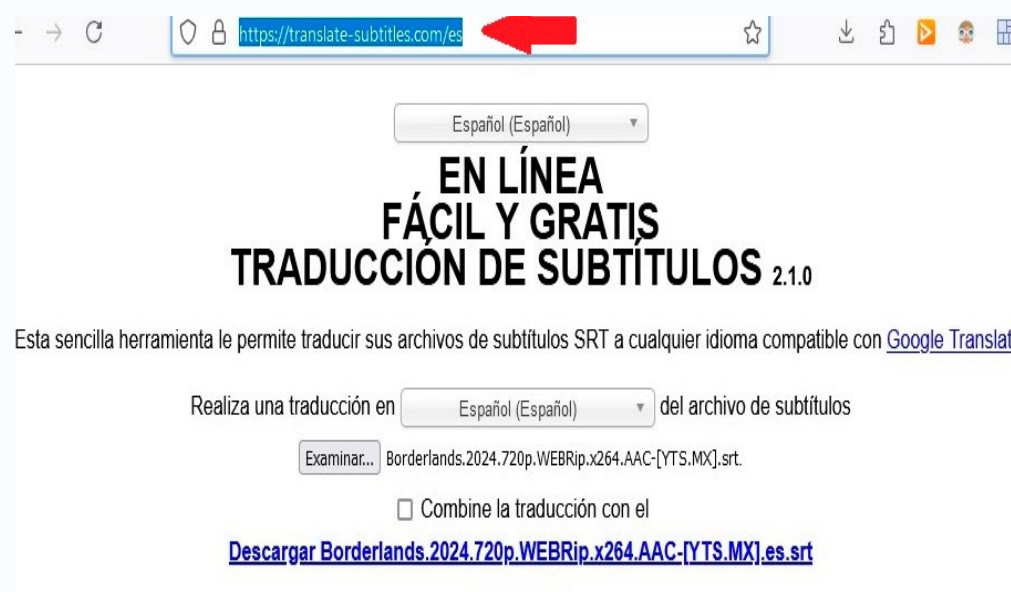 https://translate-subtitles.com/es
Español (Español)
EN LÍNEA
FÁCIL Y GRATIS
TRADUCCIÓN DE SUBTÍTULOS 2.1.0
Esta sencilla herramienta le permite traducir sus archivos de subtítulos SRT a cualquier idioma compatible con Google Translat
Realiza una traducción en Español (Español) del archivo de subtítulos
Examinar... Borderlands.2024.720p.WEBRip.x264.AAC-[YTS.MX].srt.
Combine la traducción con el
Descargar Borderlands.2024.720p.WEBRip.x264.AAC-[YTS.MX].es.srt